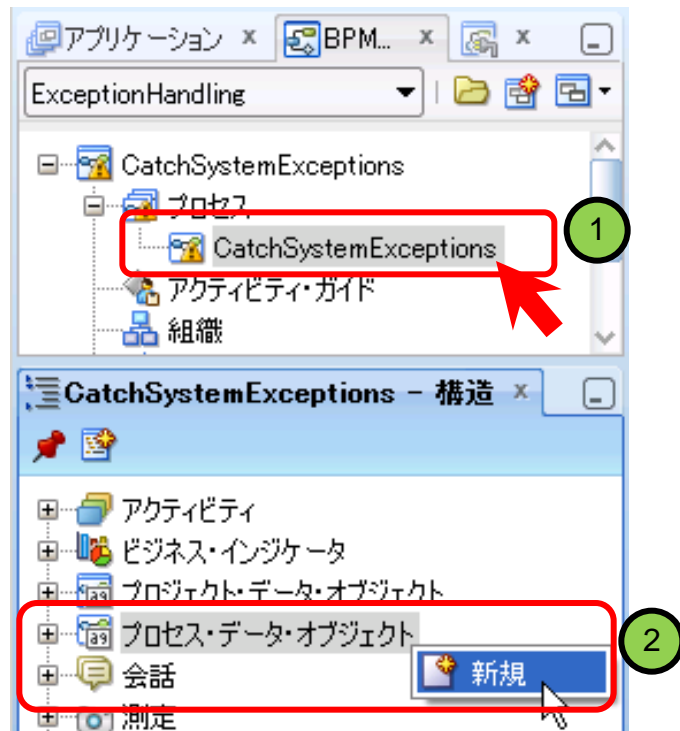 アプリケーション × BPM... × ×
ExceptionHandling
CatchSystemExceptions
プロセス
CatchSystemExceptions
1
アクティビティ・ガイド
組織
CatchSystemExceptions - 構造 ×
アクティビティ
ビジネス・インジケータ
プロジェクト・データ・オブジェクト
プロセス・データ・オブジェクト
2
会話
新規
測定